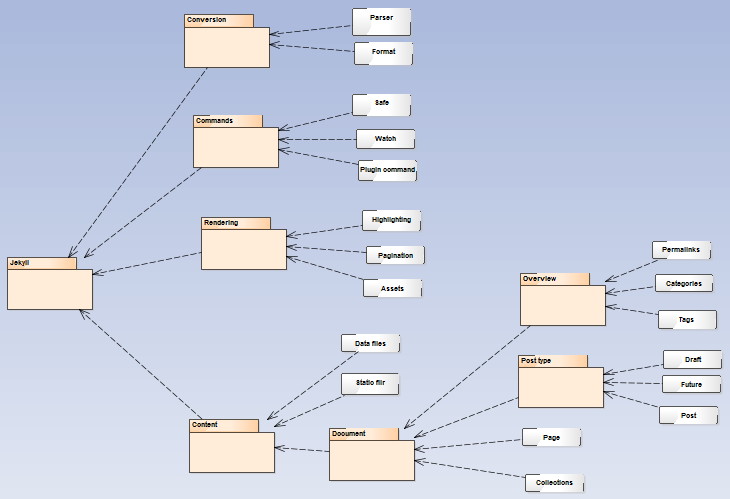 Conversion
Parser
Format
Commands
Safe
Watch
Plugin command
Rendering
Highlighting
Pagination
Assets
Jekyll
Overview
Permalinks
Categories
Tags
Data files
Static flir
Post type
Draft
Future
Post
Content
Document
Page
Collections